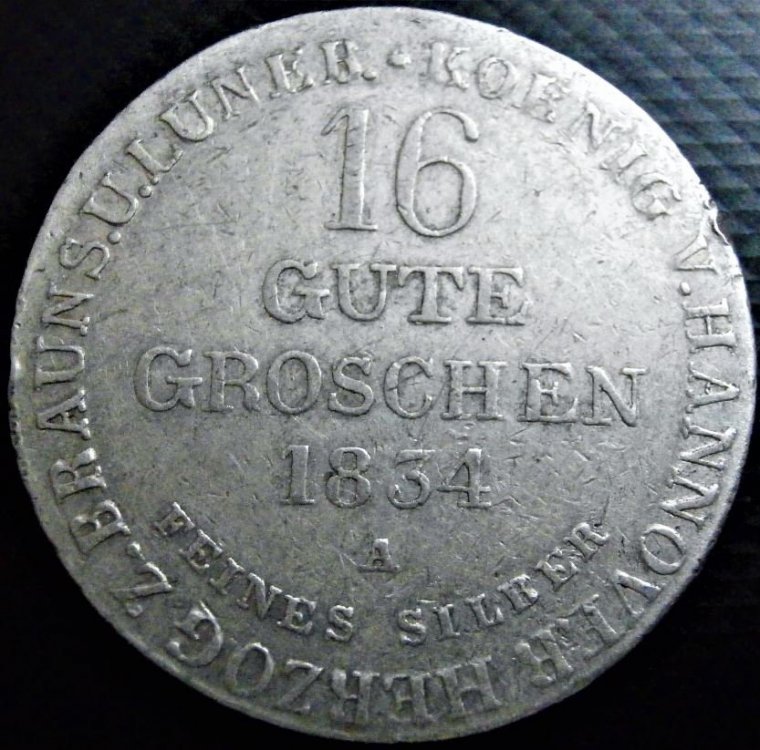 KOENIG V. HANNOVER HERZOG Z. BRAUNS. U. LUNEB. •
16
GUTE
GROSCHEN
1834
A
FEINES SILBER